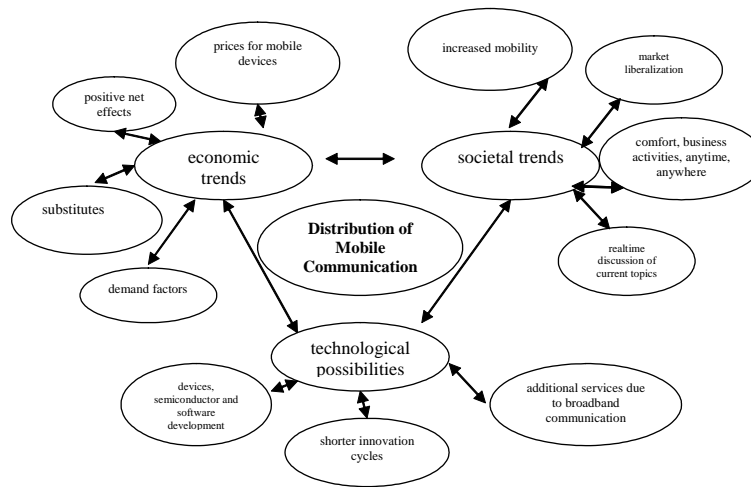 prices for mobile
devices
increased mobility
market
liberalization
positive net
effects
economic
trends
societal trends
comfort, business
activities, anytime,
anywhere
substitutes
Distribution of
Mobile
Communication
realtime
discussion of
current topics
demand factors
technological
possibilities
devices,
semiconductor and
software
development
additional services due
to broadband
communication
shorter innovation
cycles